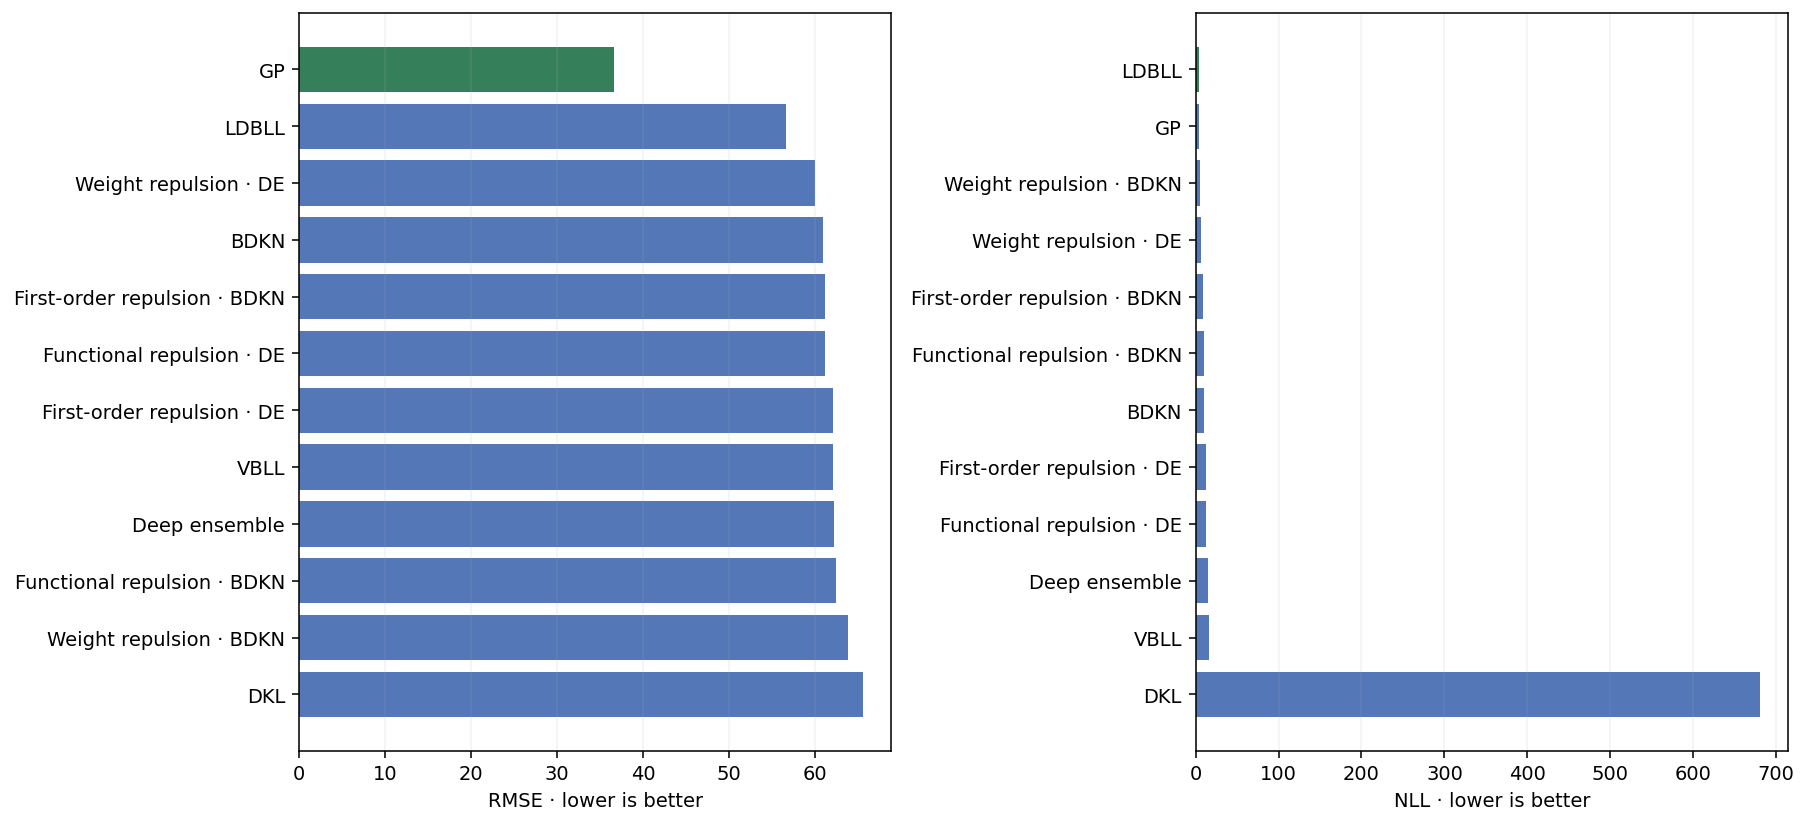 GP
LDBLL
Weight repulsion · DE
BDKN
First-order repulsion · BDKN
Functional repulsion · DE
First-order repulsion · DE
VBLL
Deep ensemble
Functional repulsion · BDKN
Weight repulsion · BDKN
DKL
0 10 20 30 40 50 60
RMSE · lower is better
LDBLL
GP
Weight repulsion · BDKN
Weight repulsion · DE
First-order repulsion · BDKN
Functional repulsion · BDKN
BDKN
First-order repulsion · DE
Functional repulsion · DE
Deep ensemble
VBLL
DKL
0 100 200 300 400 500 600 700
NLL · lower is better